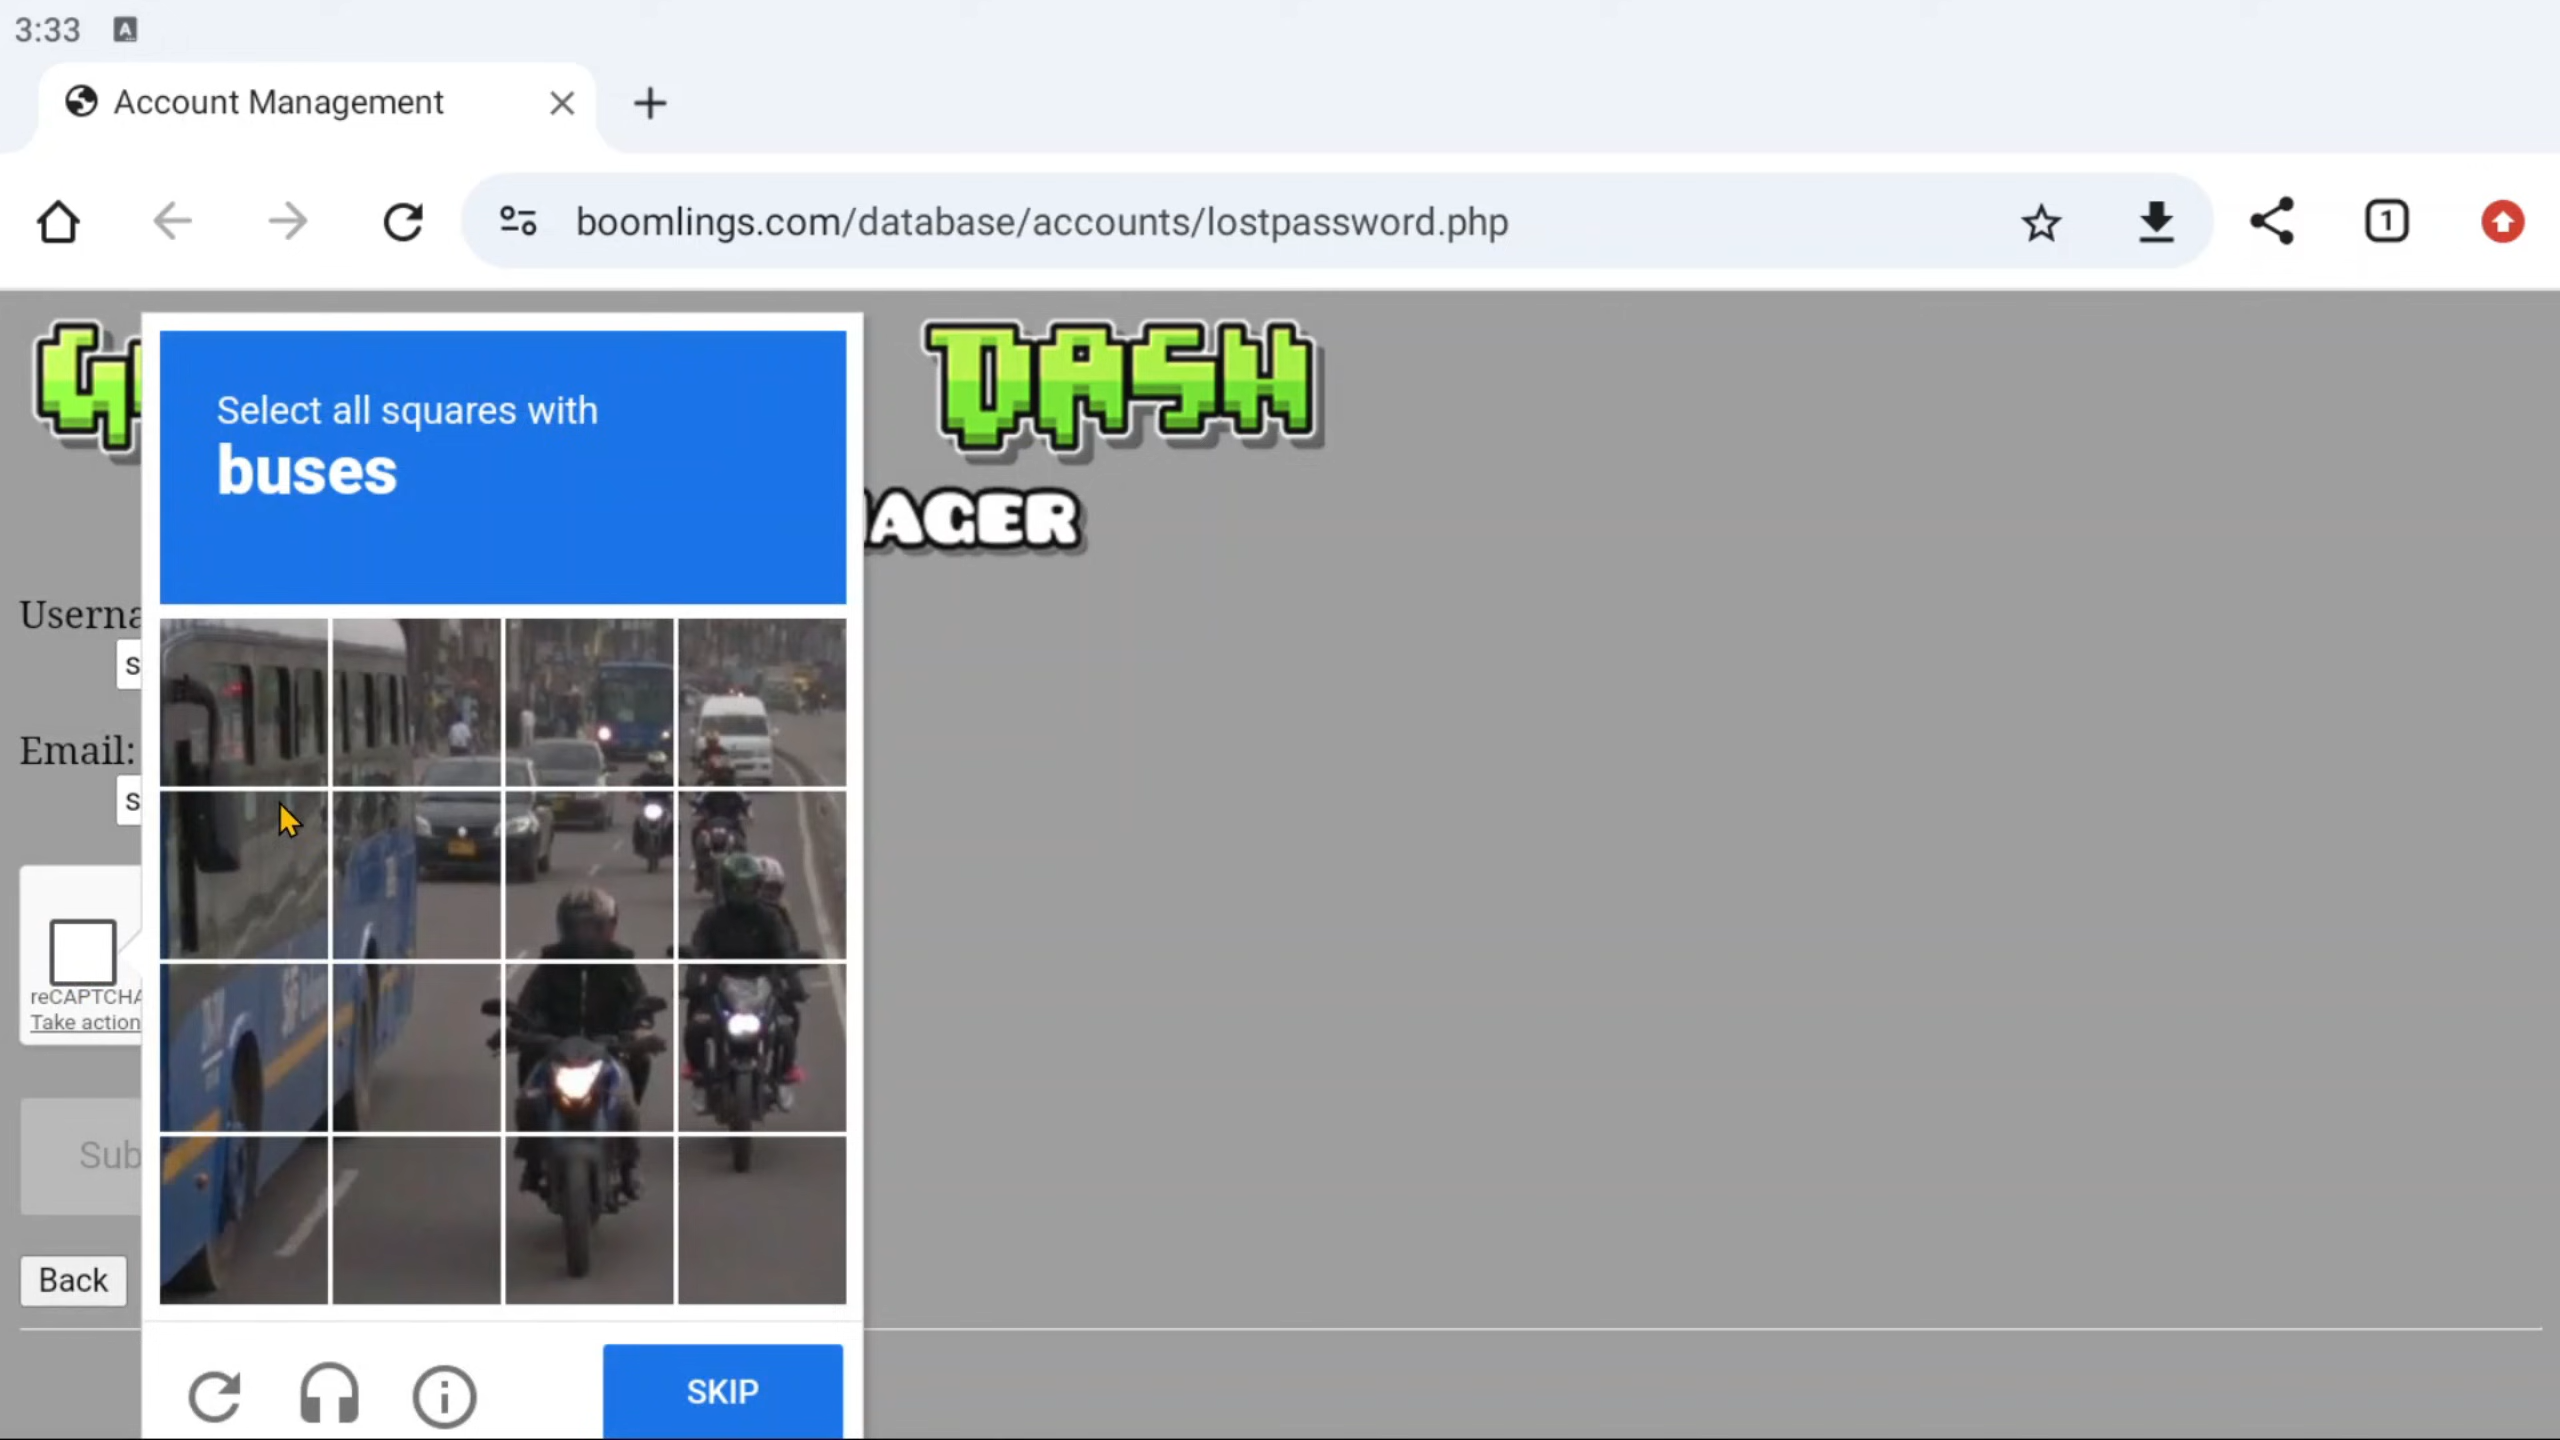 3:33 A
Account Management
boomlings.com/database/accounts/lostpassword.php
1
G
DASH
AGER
Select all squares with
buses
Userna
s
Email:
s
reCAPTCHA
Take action
Sub
Back
SKIP